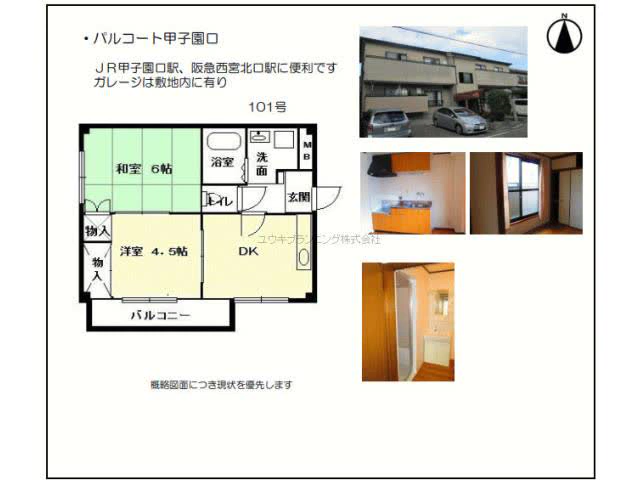 ・パルコート甲子園口
N
ＪＲ甲子園口駅、阪急西宮北口駅に便利です
ガレージは敷地内に有り
101号
和室 6帖
浴室
洗面
MB
トイレ
玄関
物入
洋室 4.5帖
DK
ユウキプランニング株式会社
物入
バルコニー
概略図面につき現状を優先します